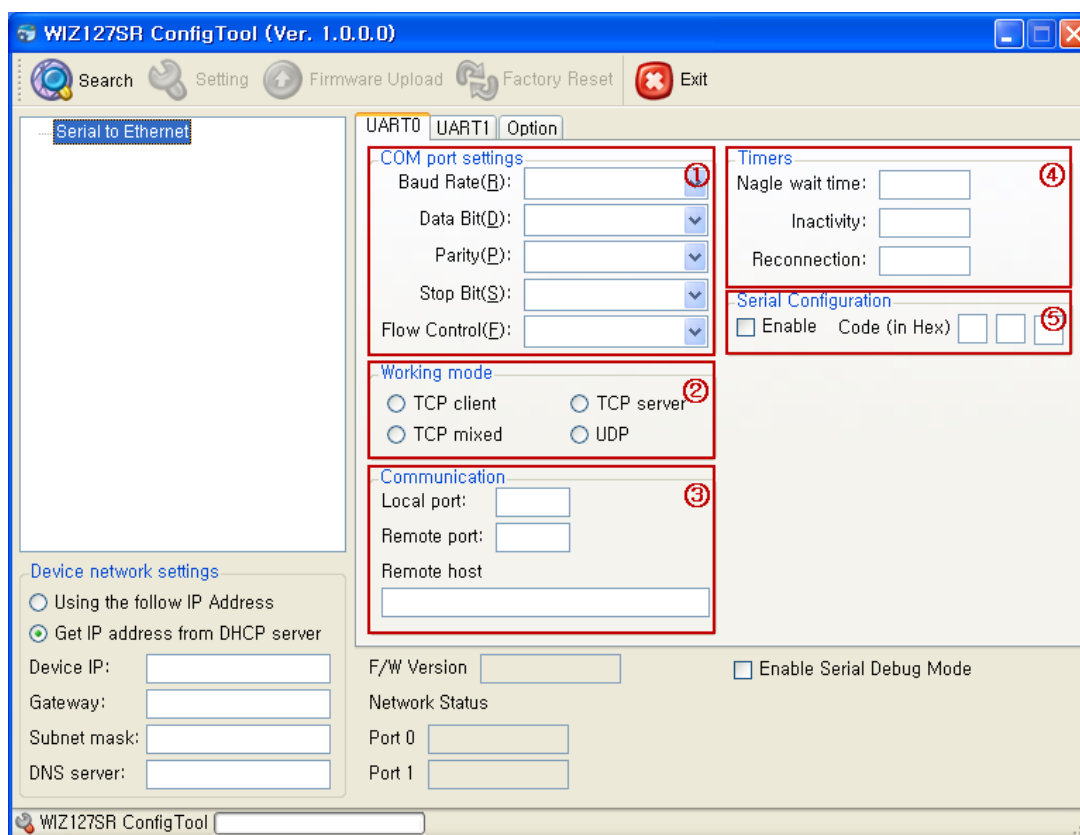 WIZ127SR ConfigTool (Ver. 1.0.0.0)
Search Setting Firmware Upload Factory Reset Exit
Serial to Ethernet
UART0 UART1 Option
COM port settings
①
Baud Rate(R):
Data Bit(D):
Parity(P):
Stop Bit(S):
Flow Control(F):
Working mode
②
TCP client TCP server
TCP mixed UDP
Communication
③
Local port:
Remote port:
Remote host
Timers
④
Nagle wait time:
Inactivity:
Reconnection:
Serial Configuration
⑤
Enable Code (in Hex)
Device network settings
Using the follow IP Address
Get IP address from DHCP server
Device IP:
Gateway:
Subnet mask:
DNS server:
F/W Version
Network Status
Port 0
Port 1
Enable Serial Debug Mode
WIZ127SR ConfigTool